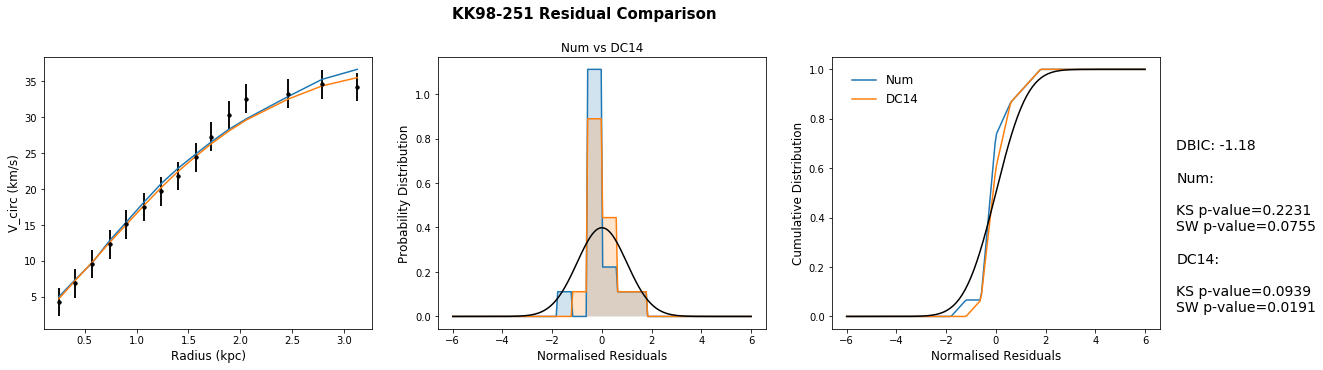 KK98-251 Residual Comparison
V_circ (km/s)
35
30
25
20
15
10
5
0.5 1.0 1.5 2.0 2.5 3.0
Radius (kpc)
Num vs DC14
Probability Distribution
1.0
0.8
0.6
0.4
0.2
0.0
−6 −4 −2 0 2 4 6
Normalised Residuals
Cumulative Distribution
1.0
0.8
0.6
0.4
0.2
0.0
Num
DC14
−6 −4 −2 0 2 4 6
Normalised Residuals
DBIC: -1.18
Num:
KS p-value=0.2231
SW p-value=0.0755
DC14:
KS p-value=0.0939
SW p-value=0.0191